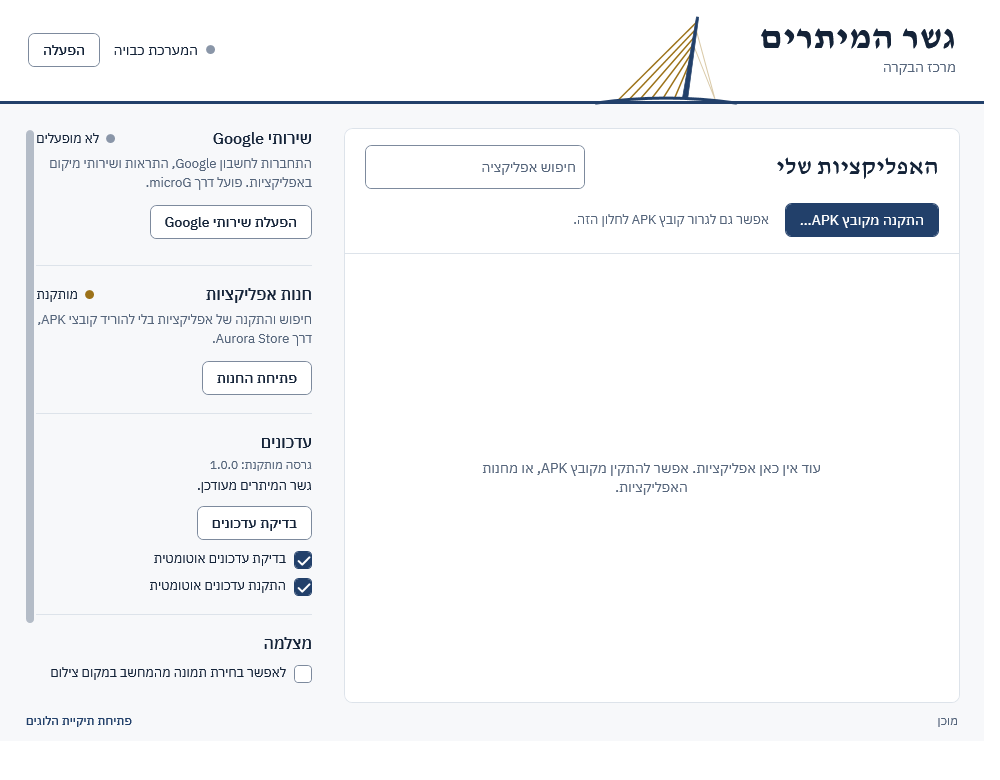 גשר המיתרים
מרכז הבקרה
המערכת כבויה
הפעלה
האפליקציות שלי
חיפוש אפליקציה
התקנה מקובץ APK...
אפשר גם לגרור קובץ APK לחלון הזה.
עוד אין כאן אפליקציות. אפשר להתקין מקובץ APK, או מחנות
האפליקציות.
שירותי Google
לא מופעלים
התחברות לחשבון Google, התראות ושירותי מיקום
באפליקציות. פועל דרך microG.
הפעלת שירותי Google
חנות אפליקציות
מותקנת
חיפוש והתקנה של אפליקציות בלי להוריד קובצי APK,
דרך Aurora Store.
פתיחת החנות
עדכונים
גרסה מותקנת: 1.0.0
גשר המיתרים מעודכן.
בדיקת עדכונים
בדיקת עדכונים אוטומטית
התקנת עדכונים אוטומטית
מצלמה
לאפשר בחירת תמונה מהמחשב במקום צילום
מוכן
פתיחת תיקיית הלוגים